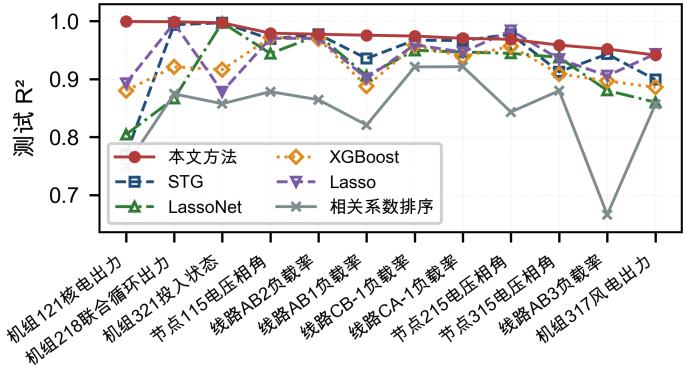 测试 R²
1.0
0.9
0.8
0.7
本文方法
STG
LassoNet
XGBoost
Lasso
相关系数排序
机组121核电出力
机组218联合循环出力
机组321投入状态
节点115电压相角
线路AB2负载率
线路AB1负载率
线路CB-1负载率
线路CA-1负载率
节点215电压相角
节点315电压相角
线路AB3负载率
机组317风电出力